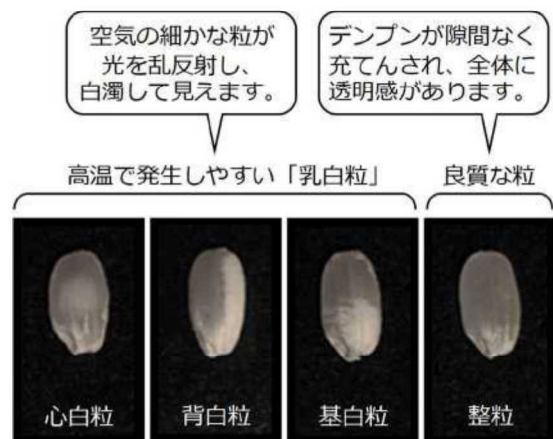 空気の細かな粒が
光を乱反射し、
白濁して見えます。
デンプンが隙間なく
充てんされ、全体に
透明感があります。
高温で発生しやすい「乳白粒」
良質な粒
心白粒
背白粒
基白粒
整粒